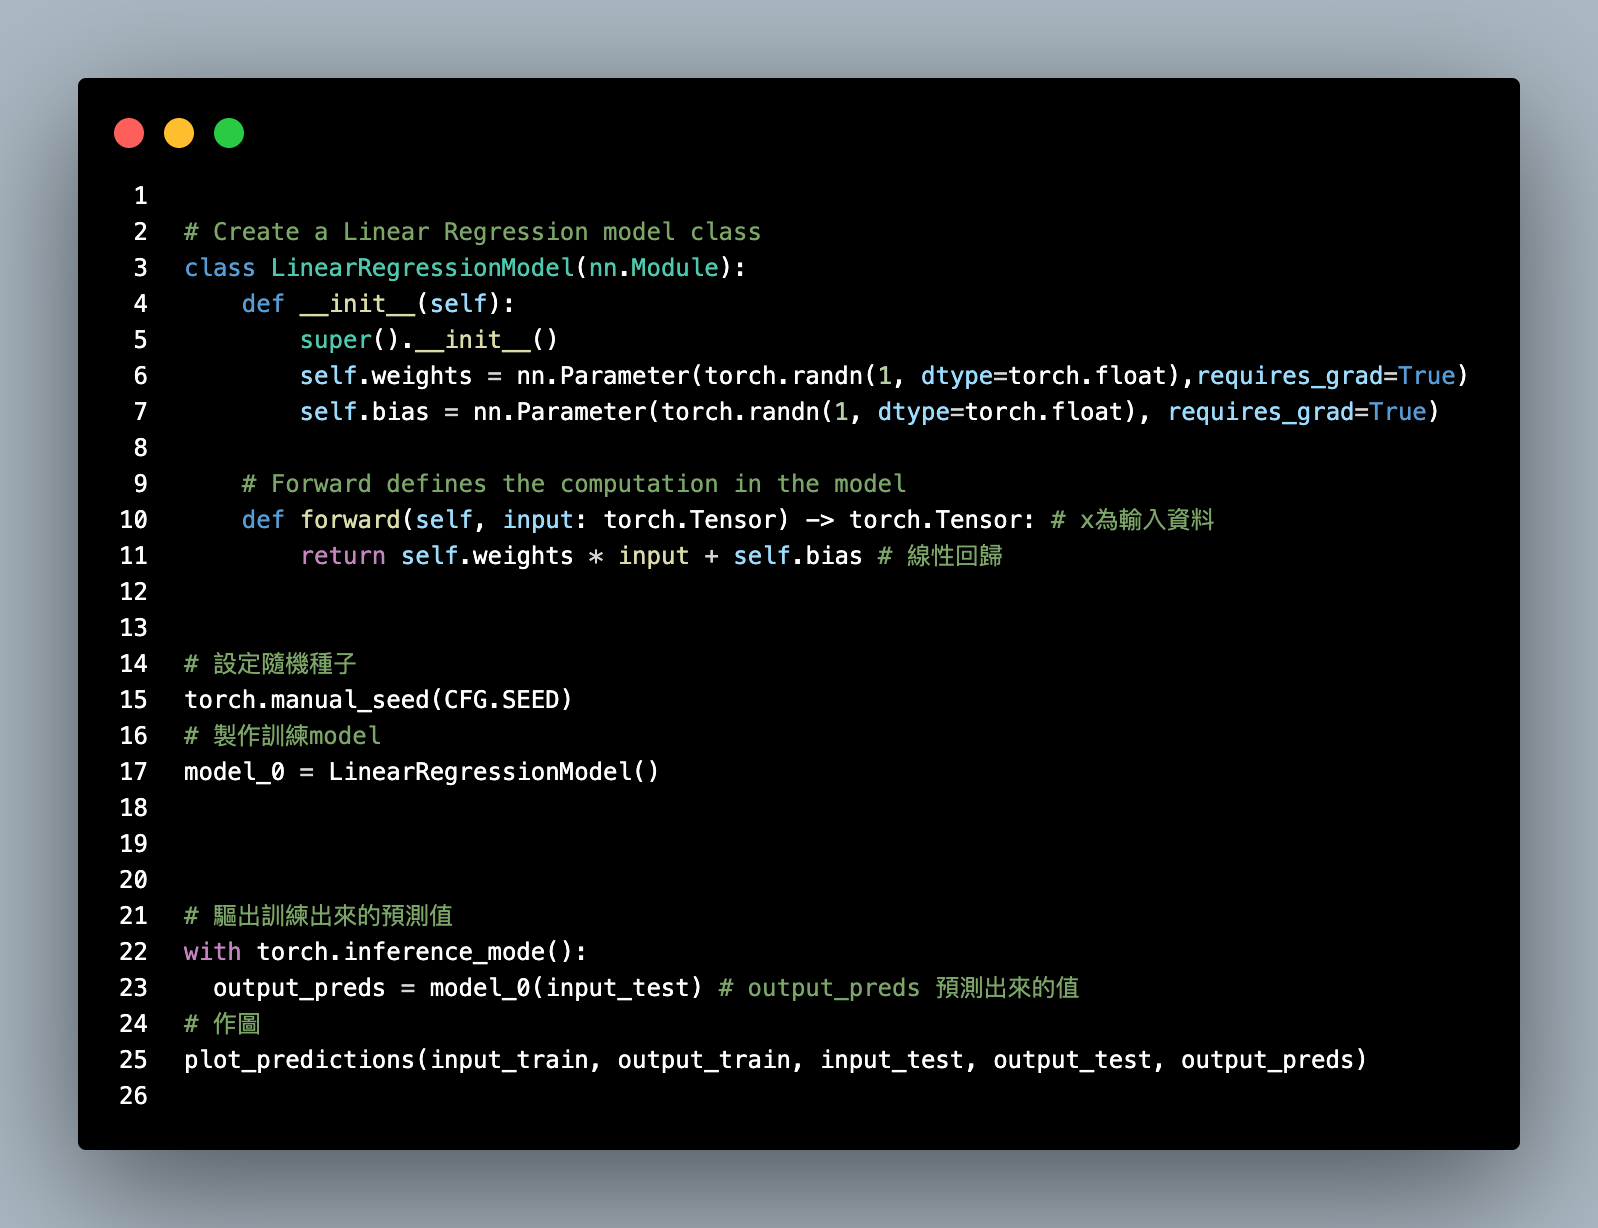 1
2 # Create a Linear Regression model class
3 class LinearRegressionModel(nn.Module):
4     def __init__(self):
5         super().__init__()
6         self.weights = nn.Parameter(torch.randn(1, dtype=torch.float),requires_grad=True)
7         self.bias = nn.Parameter(torch.randn(1, dtype=torch.float), requires_grad=True)
8
9     # Forward defines the computation in the model
10     def forward(self, input: torch.Tensor) -> torch.Tensor: # x為輸入資料
11         return self.weights * input + self.bias # 線性回歸
12
13
14 # 設定隨機種子
15 torch.manual_seed(CFG.SEED)
16 # 製作訓練model
17 model_0 = LinearRegressionModel()
18
19
20
21 # 驅出訓練出來的預測值
22 with torch.inference_mode():
23   output_preds = model_0(input_test) # output_preds 預測出來的值
24 # 作圖
25 plot_predictions(input_train, output_train, input_test, output_test, output_preds)
26